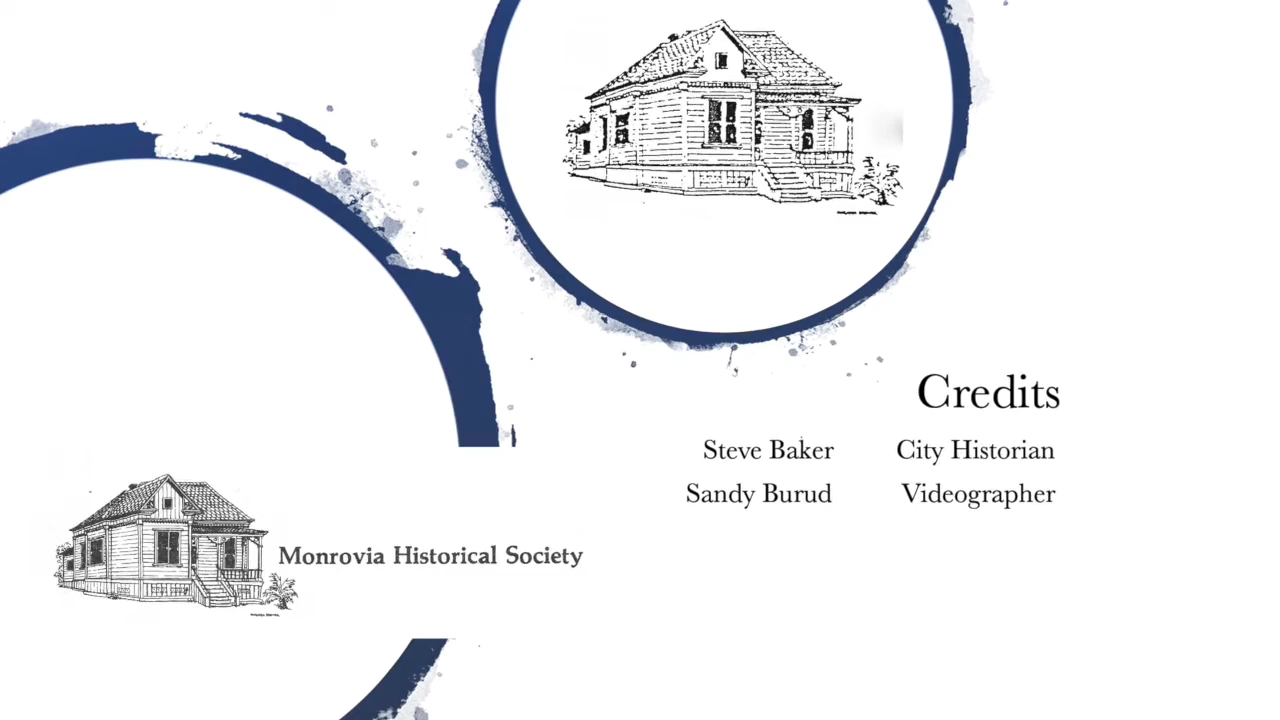 Credits
Steve Baker City Historian
Sandy Burud Videographer
Monrovia Historical Society